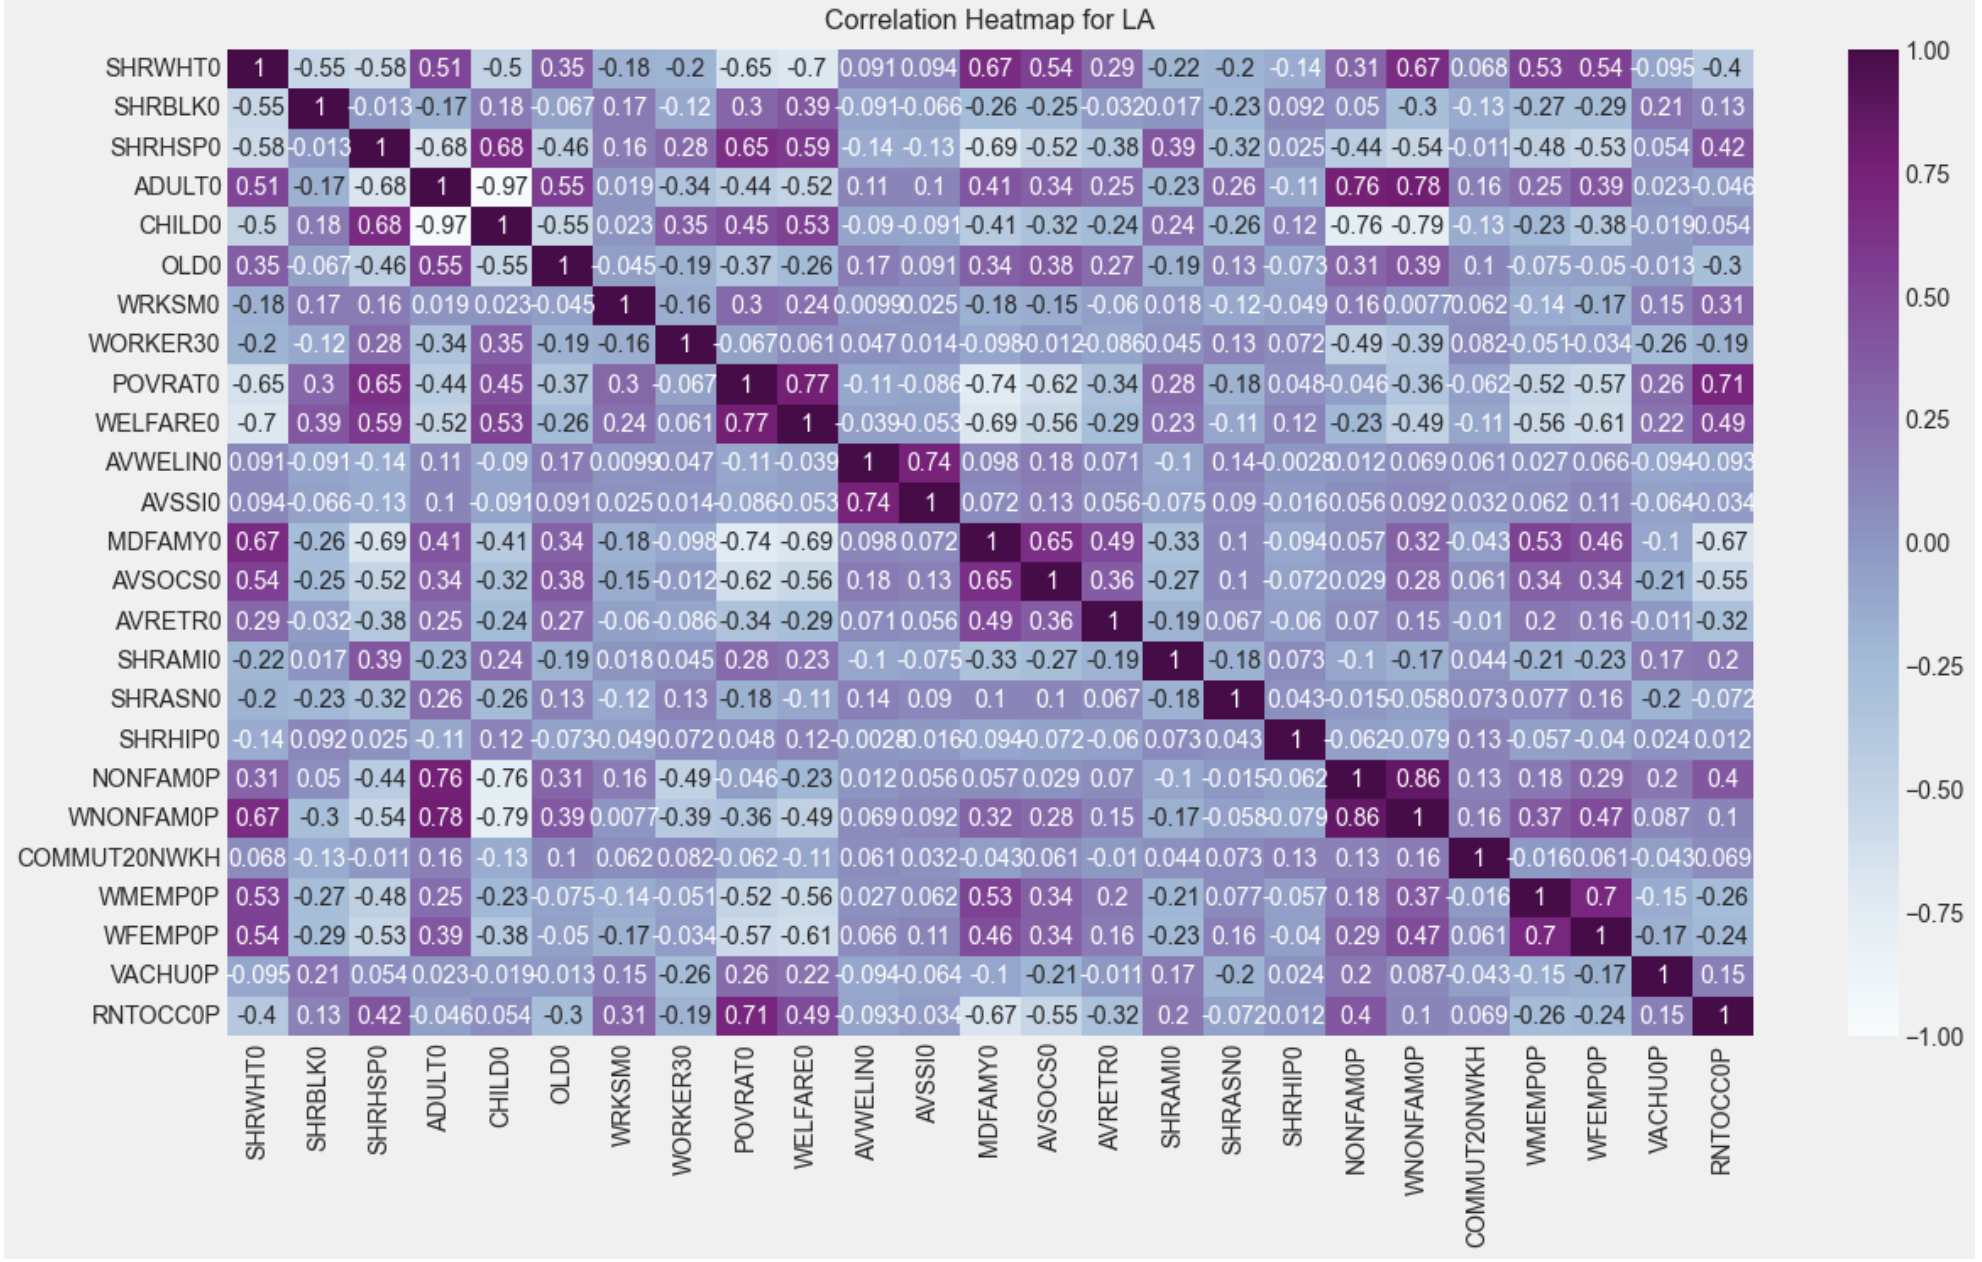 Correlation Heatmap for LA
SHRWHT0 1 -0.55 -0.58 0.51 -0.5 0.35 -0.18 -0.2 -0.65 -0.7 0.091 0.094 0.67 0.54 0.29 -0.22 -0.2 -0.14 0.31 0.67 0.068 0.53 0.54 -0.095 -0.4
SHRBLK0 -0.55 1 -0.013 -0.17 0.18 -0.067 0.17 -0.12 0.3 0.39 -0.091 -0.066 -0.26 -0.25 -0.032 0.017 -0.23 0.092 0.05 -0.3 -0.13 -0.27 -0.29 0.21 0.13
SHRHSP0 -0.58 -0.013 1 -0.68 0.68 -0.46 0.16 0.28 0.65 0.59 -0.14 -0.13 -0.69 -0.52 -0.38 0.39 -0.32 0.025 -0.44 -0.54 -0.011 -0.48 -0.53 0.054 0.42
ADULT0 0.51 -0.17 -0.68 1 -0.97 0.55 0.019 -0.34 -0.44 -0.52 0.11 0.1 0.41 0.34 0.25 -0.23 0.26 -0.11 0.76 0.78 0.16 0.25 0.39 0.023 -0.046
CHILD0 -0.5 0.18 0.68 -0.97 1 -0.55 0.023 0.35 0.45 0.53 -0.09 -0.091 -0.41 -0.32 -0.24 0.24 -0.26 0.12 -0.76 -0.79 -0.13 -0.23 -0.38 -0.019 0.054
OLD0 0.35 -0.067 -0.46 0.55 -0.55 1 -0.045 -0.19 -0.37 -0.26 0.17 0.091 0.34 0.38 0.27 -0.19 0.13 -0.073 0.31 0.39 0.1 -0.075 -0.05 -0.013 -0.3
WRKSM0 -0.18 0.17 0.16 0.019 0.023 -0.045 1 -0.16 0.3 0.24 0.0099 0.025 -0.18 -0.15 -0.06 0.018 -0.12 -0.049 0.16 0.0077 0.062 -0.14 -0.17 0.15 0.31
WORKER30 -0.2 -0.12 0.28 -0.34 0.35 -0.19 -0.16 1 -0.067 0.061 0.047 0.014 -0.098 -0.012 -0.086 0.045 0.13 0.072 -0.49 -0.39 0.082 -0.051 -0.034 -0.26 -0.19
POVRAT0 -0.65 0.3 0.65 -0.44 0.45 -0.37 0.3 -0.067 1 0.77 -0.11 -0.086 -0.74 -0.62 -0.34 0.28 -0.18 0.048 -0.046 -0.36 -0.062 -0.52 -0.57 0.26 0.71
WELFARE0 -0.7 0.39 0.59 -0.52 0.53 -0.26 0.24 0.061 0.77 1 -0.039 -0.053 -0.69 -0.56 -0.29 0.23 -0.11 0.12 -0.23 -0.49 -0.11 -0.56 -0.61 0.22 0.49
AVWELIN0 0.091 -0.091 -0.14 0.11 -0.09 0.17 0.0099 0.047 -0.11 -0.039 1 0.74 0.098 0.18 0.071 -0.1 0.14 -0.0028 0.012 0.069 0.061 0.027 0.066 -0.094 -0.093
AVSSI0 0.094 -0.066 -0.13 0.1 -0.091 0.091 0.025 0.014 -0.086 -0.053 0.74 1 0.072 0.13 0.056 -0.075 0.09 -0.016 0.056 0.092 0.032 0.062 0.11 -0.064 -0.034
MDFAMY0 0.67 -0.26 -0.69 0.41 -0.41 0.34 -0.18 -0.098 -0.74 -0.69 0.098 0.072 1 0.65 0.49 -0.33 0.1 -0.094 0.057 0.32 -0.043 0.53 0.46 -0.1 -0.67
AVSOCS0 0.54 -0.25 -0.52 0.34 -0.32 0.38 -0.15 -0.012 -0.62 -0.56 0.18 0.13 0.65 1 0.36 -0.27 0.1 -0.072 0.029 0.28 0.061 0.34 0.34 -0.21 -0.55
AVRETR0 0.29 -0.032 -0.38 0.25 -0.24 0.27 -0.06 -0.086 -0.34 -0.29 0.071 0.056 0.49 0.36 1 -0.19 0.067 -0.06 0.07 0.15 -0.01 0.2 0.16 -0.011 -0.32
SHRAMI0 -0.22 0.017 0.39 -0.23 0.24 -0.19 0.018 0.045 0.28 0.23 -0.1 -0.075 -0.33 -0.27 -0.19 1 -0.18 0.073 -0.1 -0.17 0.044 -0.21 -0.23 0.17 0.2
SHRASN0 -0.2 -0.23 -0.32 0.26 -0.26 0.13 -0.12 0.13 -0.18 -0.11 0.14 0.09 0.1 0.1 0.067 -0.18 1 0.043 -0.015 -0.058 0.073 0.077 0.16 -0.2 -0.072
SHRHIP0 -0.14 0.092 0.025 -0.11 0.12 -0.073 -0.049 0.072 0.048 0.12 -0.0028 -0.016 -0.094 -0.072 -0.06 0.073 0.043 1 -0.062 -0.079 0.13 -0.057 -0.04 0.024 0.012
NONFAM0P 0.31 0.05 -0.44 0.76 -0.76 0.31 0.16 -0.49 -0.046 -0.23 0.012 0.056 0.057 0.029 0.07 -0.1 -0.015 -0.062 1 0.86 0.13 0.18 0.29 0.2 0.4
WNONFAM0P 0.67 -0.3 -0.54 0.78 -0.79 0.39 0.0077 -0.39 -0.36 -0.49 0.069 0.092 0.32 0.28 0.15 -0.17 -0.058 -0.079 0.86 1 0.16 0.37 0.47 0.087 0.1
COMMUT20NWKH 0.068 -0.13 -0.011 0.16 -0.13 0.1 0.062 0.082 -0.062 -0.11 0.061 0.032 -0.043 0.061 -0.01 0.044 0.073 0.13 0.13 0.16 1 -0.016 0.061 -0.043 0.069
WMEMP0P 0.53 -0.27 -0.48 0.25 -0.23 -0.075 -0.14 -0.051 -0.52 -0.56 0.027 0.062 0.53 0.34 0.2 -0.21 0.077 -0.057 0.18 0.37 -0.016 1 0.7 -0.15 -0.26
WFEMP0P 0.54 -0.29 -0.53 0.39 -0.38 -0.05 -0.17 -0.034 -0.57 -0.61 0.066 0.11 0.46 0.34 0.16 -0.23 0.16 -0.04 0.29 0.47 0.061 0.7 1 -0.17 -0.24
VACHU0P -0.095 0.21 0.054 0.023 -0.019 -0.013 0.15 -0.26 0.26 0.22 -0.094 -0.064 -0.1 -0.21 -0.011 0.17 -0.2 0.024 0.2 0.087 -0.043 -0.15 -0.17 1 0.15
RNTOCC0P -0.4 0.13 0.42 -0.046 0.054 -0.3 0.31 -0.19 0.71 0.49 -0.093 -0.034 -0.67 -0.55 -0.32 0.2 -0.072 0.012 0.4 0.1 0.069 -0.26 -0.24 0.15 1
SHRWHT0
SHRBLK0
SHRHSP0
ADULT0
CHILD0
OLD0
WRKSM0
WORKER30
POVRAT0
WELFARE0
AVWELIN0
AVSSI0
MDFAMY0
AVSOCS0
AVRETR0
SHRAMI0
SHRASN0
SHRHIP0
NONFAM0P
WNONFAM0P
COMMUT20NWKH
WMEMP0P
WFEMP0P
VACHU0P
RNTOCC0P
1.00
0.75
0.50
0.25
0.00
−0.25
−0.50
−0.75
−1.00